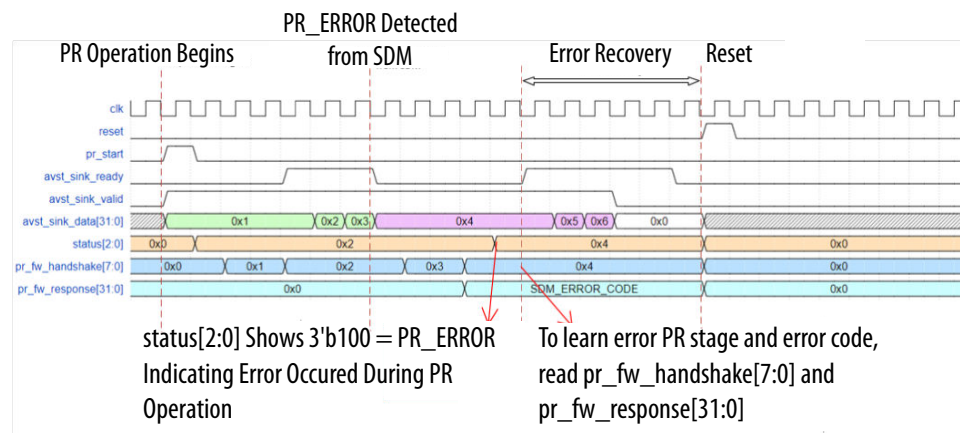 PR_ERROR Detected
from SDM
PR Operation Begins
Error Recovery
Reset
clk
reset
pr_start
avst_sink_ready
avst_sink_valid
avst_sink_data[31:0] 0x1 0x2 0x3 0x4 0x5 0x6 0x0
status[2:0] 0x0 0x2 0x4 0x0
pr_fw_handshake[7:0] 0x0 0x1 0x2 0x3 0x4 0x0
pr_fw_response[31:0] 0x0 SDM_ERROR_CODE 0x0
status[2:0] Shows 3'b100 = PR_ERROR
Indicating Error Occured During PR
Operation
To learn error PR stage and error code,
read pr_fw_handshake[7:0] and
pr_fw_response[31:0]